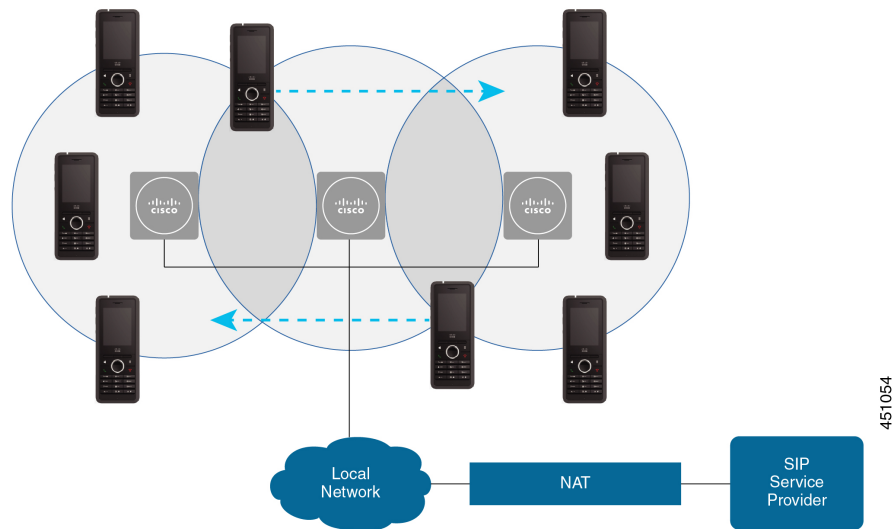 CISCO
CISCO
CISCO
Local
Network
NAT
SIP
Service
Provider
451054